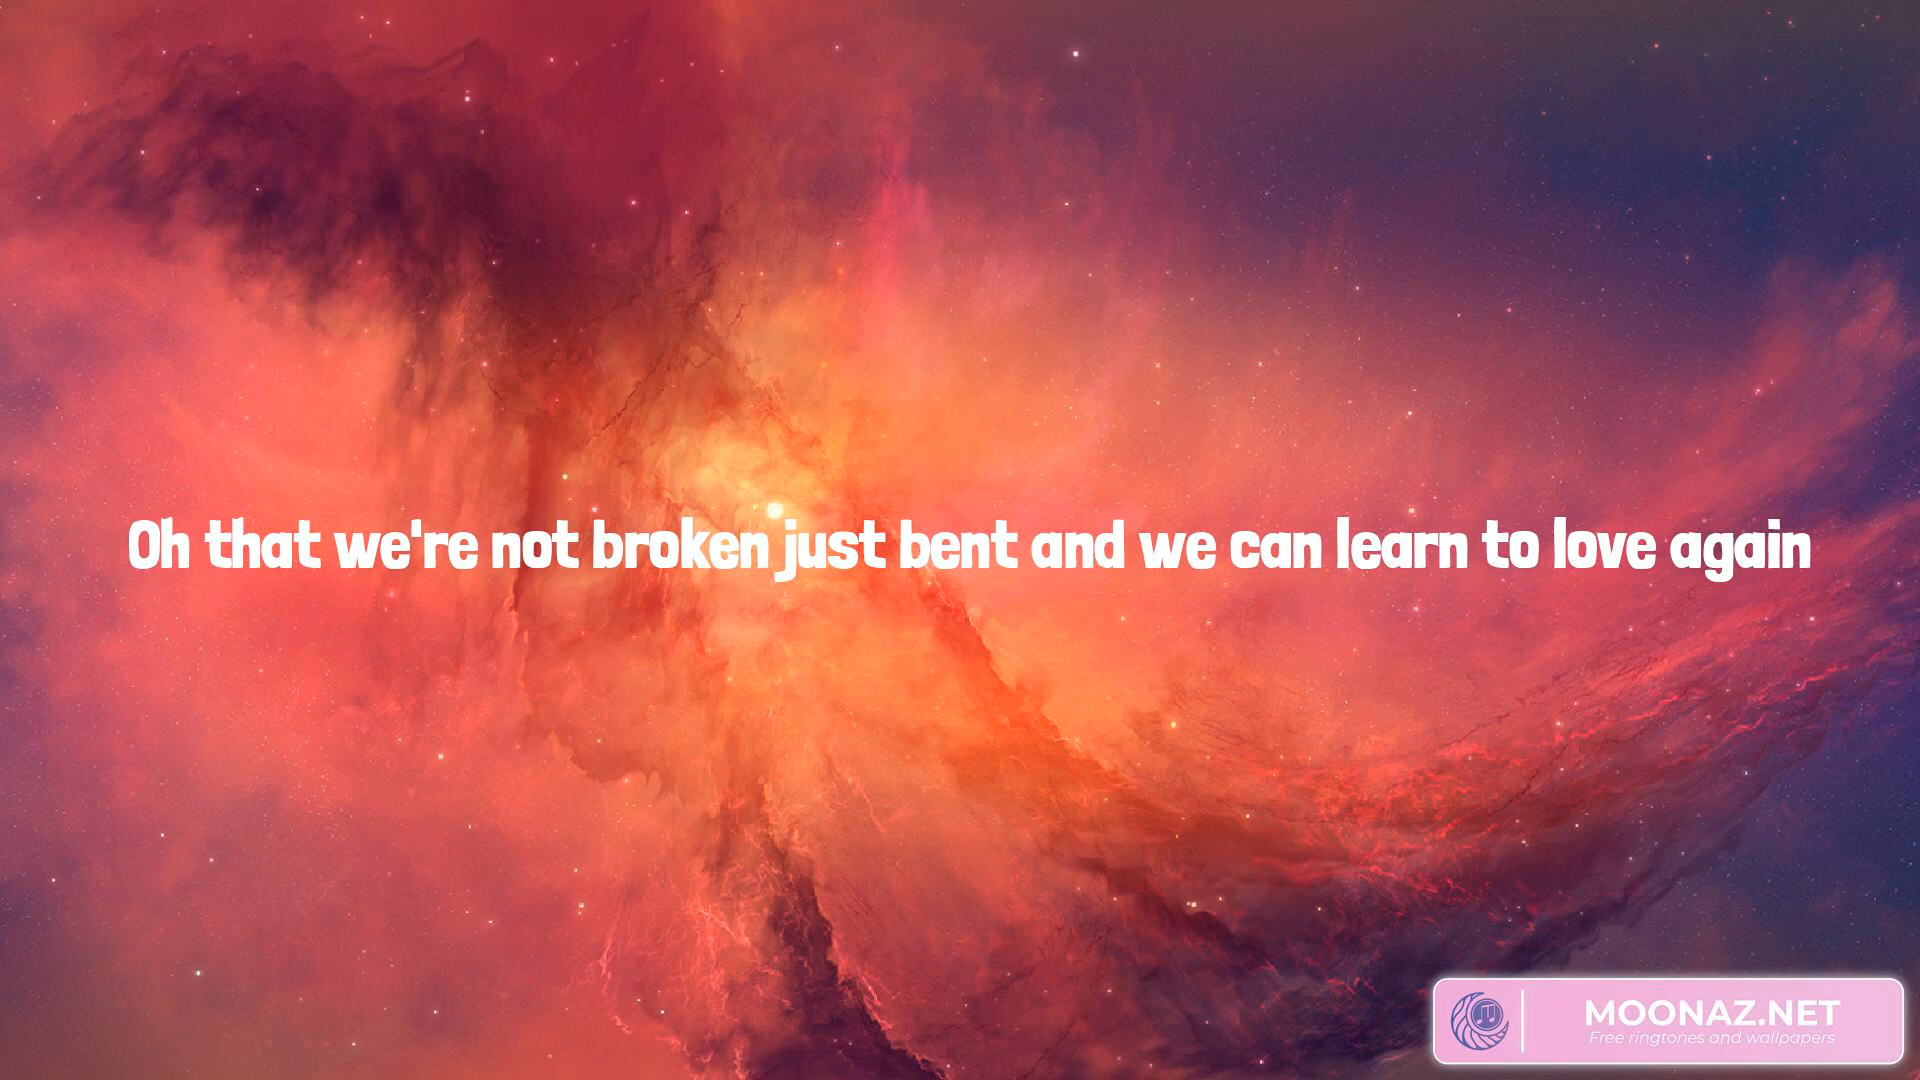 Oh that we're not broken just bent and we can learn to love again
MOONAZ.NET
Free ringtones and wallpapers